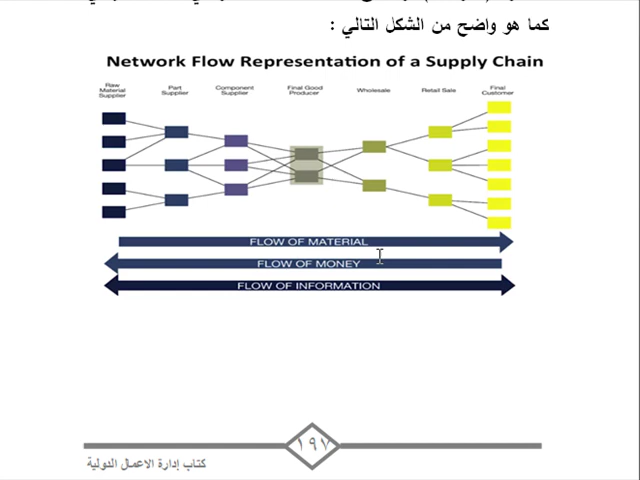 كما هو واضح من الشكل التالي :
Network Flow Representation of a Supply Chain
Raw Material Supplier
Part Supplier
Component Supplier
Final Good Producer
Wholesale
Retail Sale
Final Customer
FLOW OF MATERIAL
FLOW OF MONEY
FLOW OF INFORMATION
١٩٧
كتاب إدارة الاعمال الدولية